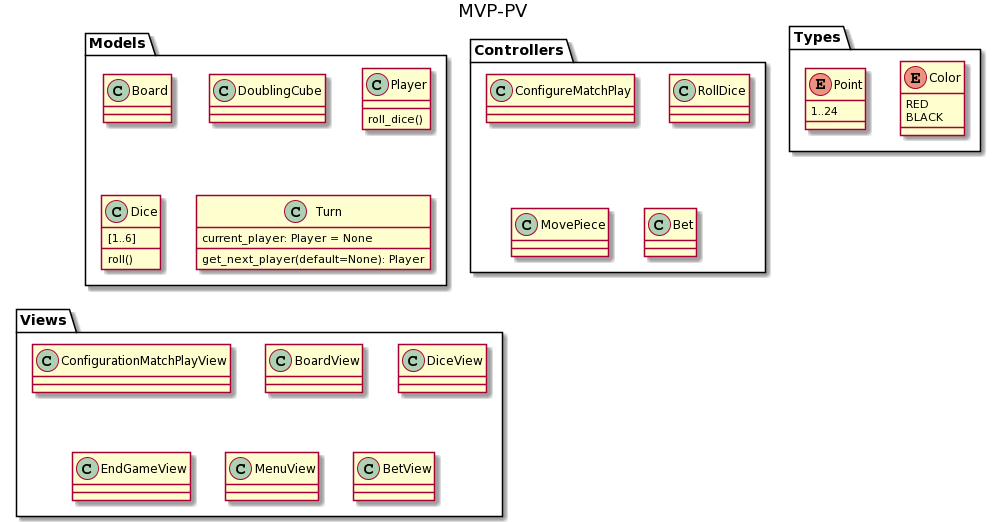 MVP-PV
Models
C Board
C DoublingCube
C Player
roll_dice()
C Dice
[1..6]
roll()
C Turn
current_player: Player = None
get_next_player(default=None): Player
Controllers
C ConfigureMatchPlay
C RollDice
C MovePiece
C Bet
Types
E Point
1..24
E Color
RED
BLACK
Views
C ConfigurationMatchPlayView
C BoardView
C DiceView
C EndGameView
C MenuView
C BetView